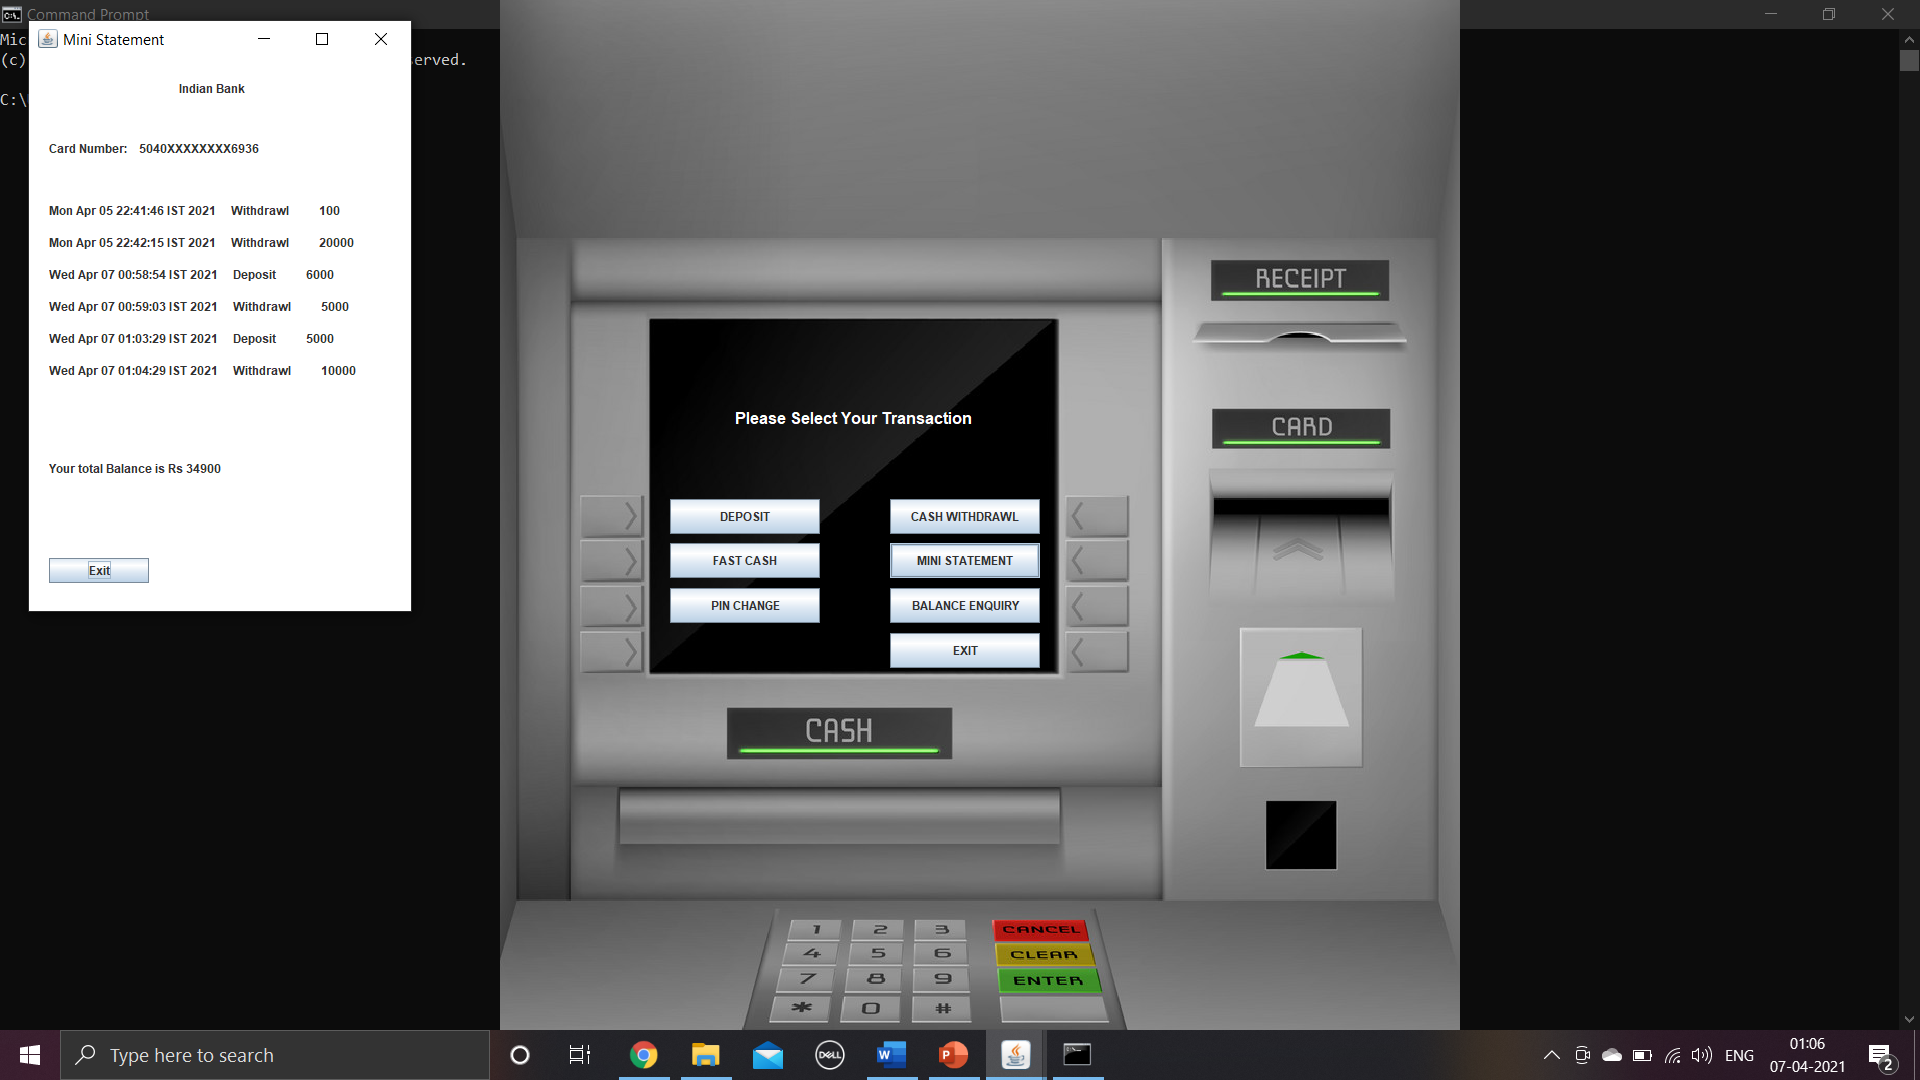 Command Prompt
Mic
(c)
erved.
C:\
Mini Statement
Indian Bank
Card Number: 5040XXXXXXXX6936
Mon Apr 05 22:41:46 IST 2021 Withdrawl 100
Mon Apr 05 22:42:15 IST 2021 Withdrawl 20000
Wed Apr 07 00:58:54 IST 2021 Deposit 6000
Wed Apr 07 00:59:03 IST 2021 Withdrawl 5000
Wed Apr 07 01:03:29 IST 2021 Deposit 5000
Wed Apr 07 01:04:29 IST 2021 Withdrawl 10000
Your total Balance is Rs 34900
Exit
Please Select Your Transaction
DEPOSIT CASH WITHDRAWL
FAST CASH MINI STATEMENT
PIN CHANGE BALANCE ENQUIRY
EXIT
CASH
RECEIPT
CARD
1 2 3 CANCEL
4 5 6 CLEAR
7 8 9 ENTER
* 0 #
Type here to search
DELL
W
P
ENG
01:06
07-04-2021
2